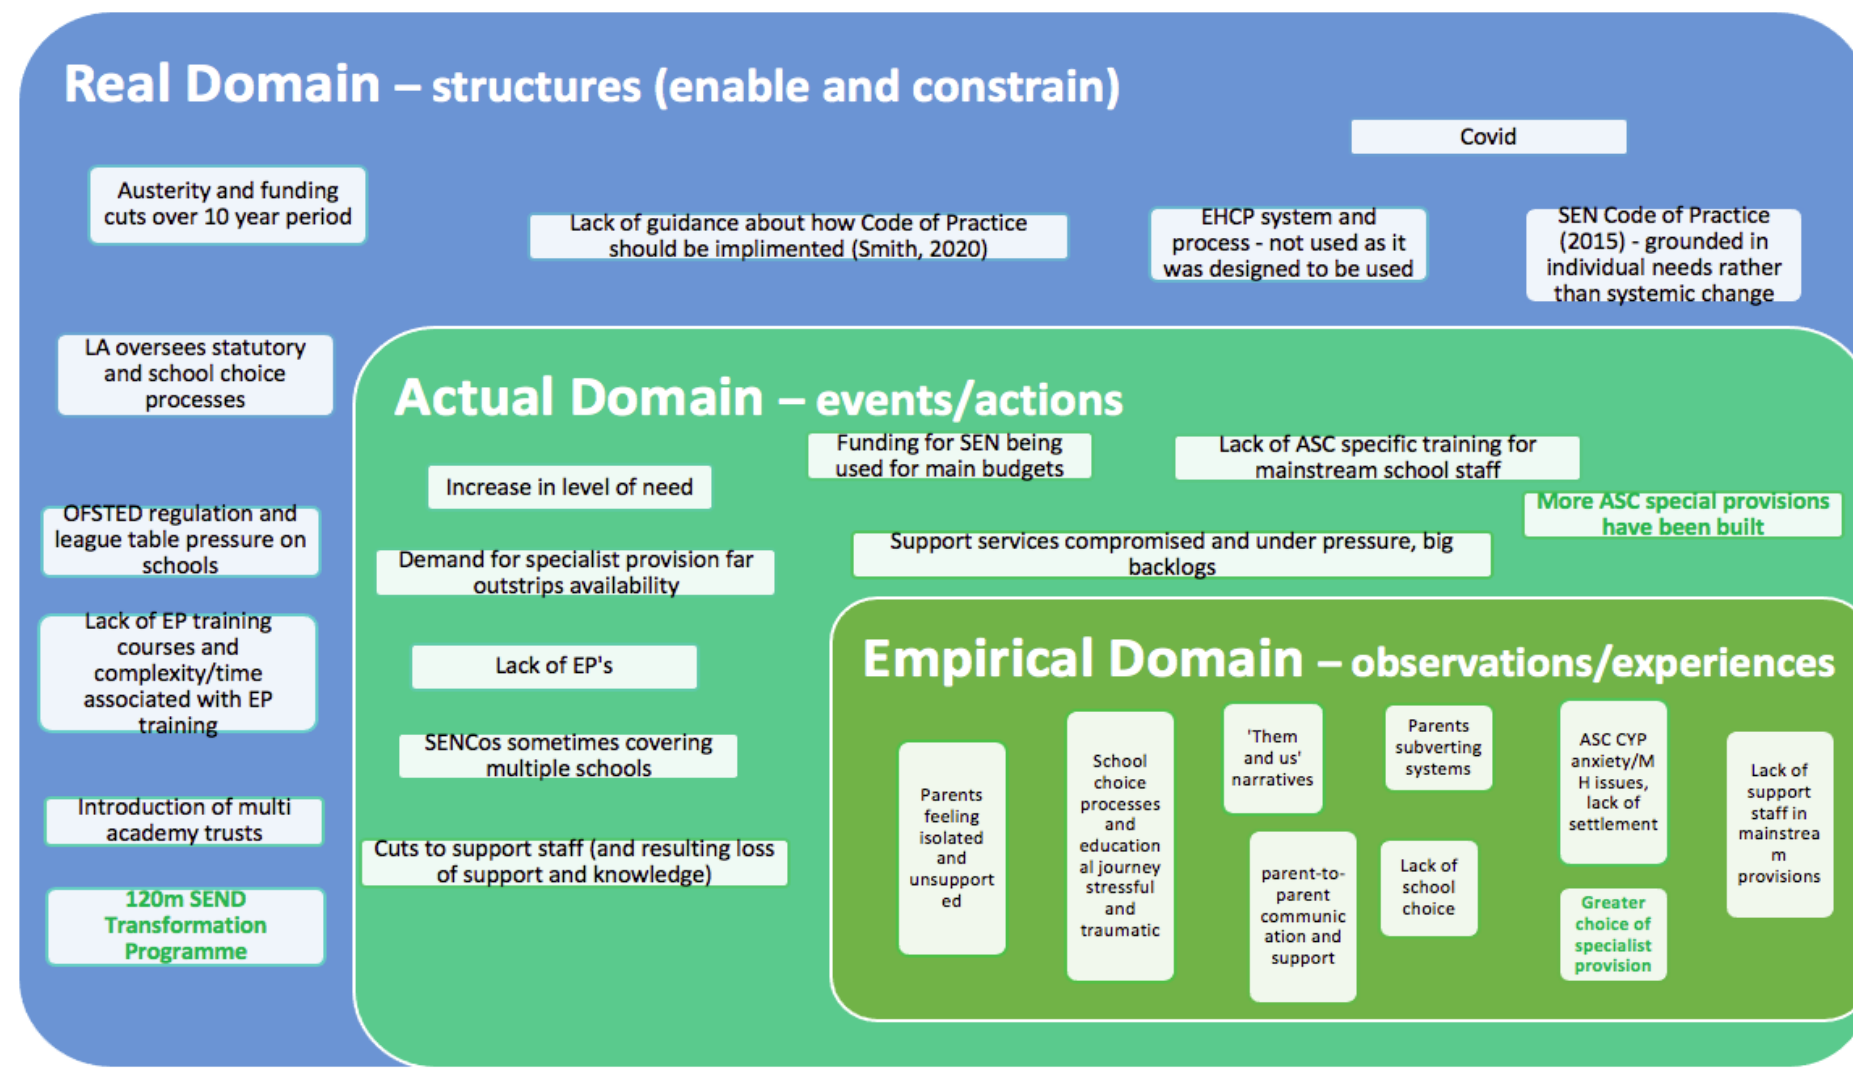 Real Domain – structures (enable and constrain)
Covid
Austerity and funding
cuts over 10 year period
Lack of guidance about how Code of Practice
should be implimented (Smith, 2020)
EHCP system and
process - not used as it
was designed to be used
SEN Code of Practice
(2015) - grounded in
individual needs rather
than systemic change
LA oversees statutory
and school choice
processes
OFSTED regulation and
league table pressure on
schools
Lack of EP training
courses and
complexity/time
associated with EP
training
Introduction of multi
academy trusts
120m SEND
Transformation
Programme
Actual Domain – events/actions
Funding for SEN being
used for main budgets
Lack of ASC specific training for
mainstream school staff
Increase in level of need
More ASC special provisions
have been built
Support services compromised and under pressure, big
backlogs
Demand for specialist provision far
outstrips availability
Lack of EP's
SENCos sometimes covering
multiple schools
Cuts to support staff (and resulting loss
of support and knowledge)
Empirical Domain – observations/experiences
Parents
feeling
isolated
and
unsupport
ed
School
choice
processes
and
education
al journey
stressful
and
traumatic
'Them
and us'
narratives
parent-to-
parent
communic
ation and
support
Parents
subverting
systems
Lack of
school
choice
ASC CYP
anxiety/M
H issues,
lack of
settlement
Greater
choice of
specialist
provision
Lack of
support
staff in
mainstrea
m
provisions